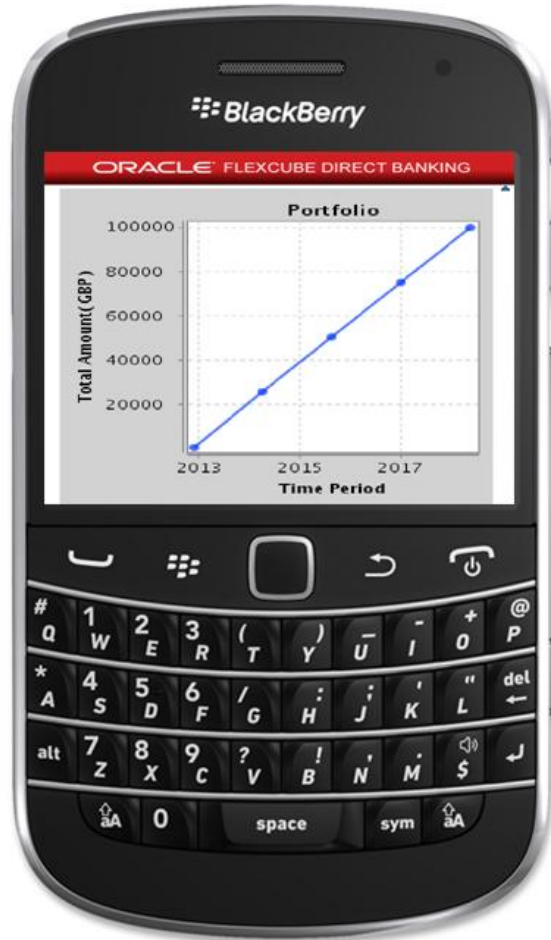 BlackBerry
ORACLE FLEXCUBE DIRECT BANKING
Portfolio
100000
80000
60000
40000
20000
Total Amount(GBP)
2013 2015 2017
Time Period
# 1 2 3 ( ) _ - + @
Q W E R T Y U I O P
* 4 5 6 / : ; ' " del
A S D F G H J K L
alt 7 8 9 ? ! , . $
Z X C V B N M
aA 0 space sym aA